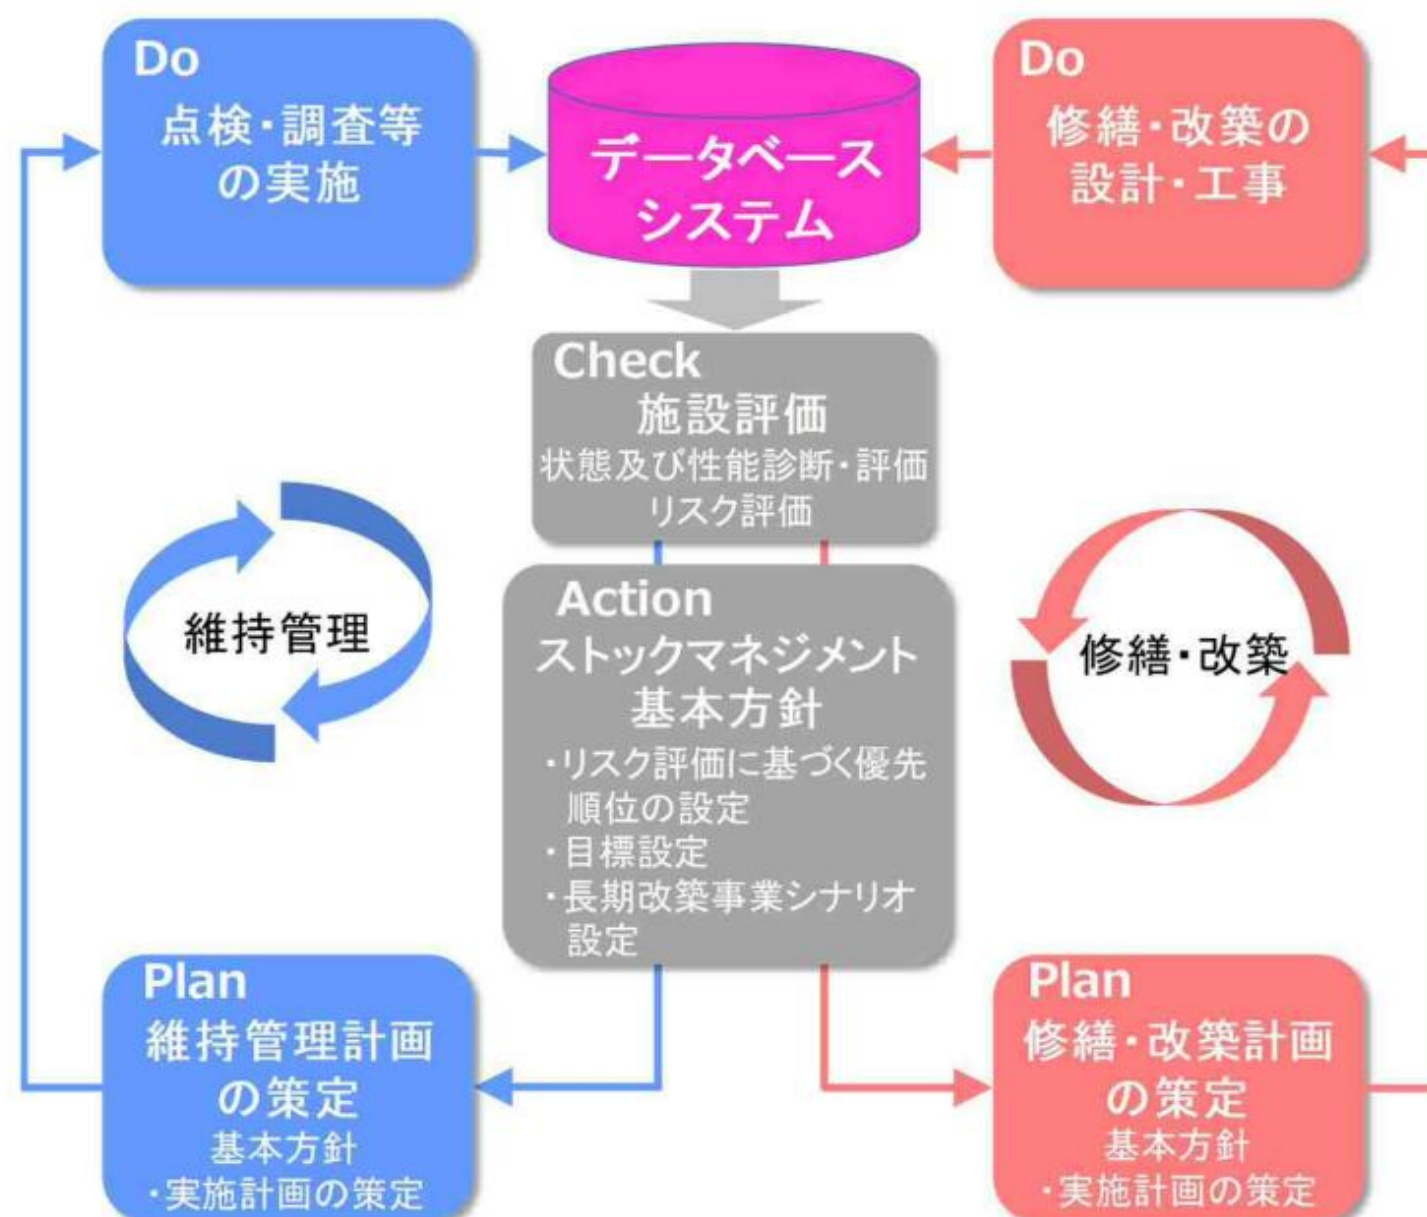 Do
点検・調査等
の実施
データベース
システム
Do
修繕・改築の
設計・工事
Check
施設評価
状態及び性能診断・評価
リスク評価
維持管理
Action
ストックマネジメント
基本方針
・リスク評価に基づく優先
順位の設定
・目標設定
・長期改築事業シナリオ
設定
修繕・改築
Plan
維持管理計画
の策定
基本方針
・実施計画の策定
Plan
修繕・改築計画
の策定
基本方針
・実施計画の策定